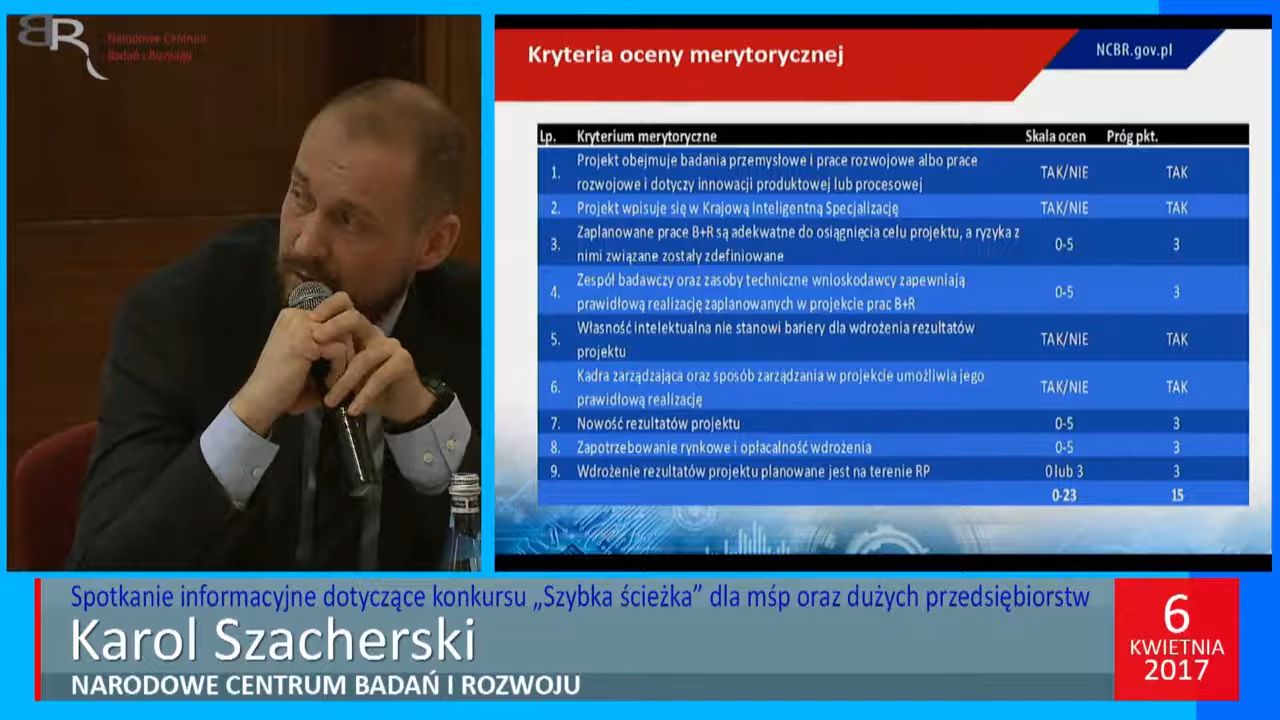 BR
Narodowe Centrum
Badań i Rozwoju
Kryteria oceny merytorycznej
NCBR.gov.pl
Lp. Kryterium merytoryczne Skala ocen Próg pkt.
1. Projekt obejmuje badania przemysłowe i prace rozwojowe albo prace
rozwojowe i dotyczy innowacji produktowej lub procesowej TAK/NIE TAK
2. Projekt wpisuje się w Krajową Inteligentną Specjalizację TAK/NIE TAK
3. Zaplanowane prace B+R są adekwatne do osiągnięcia celu projektu, a ryzyka z
nimi związane zostały zdefiniowane 0-5 3
4. Zespół badawczy oraz zasoby techniczne wnioskodawcy zapewniają
prawidłową realizację zaplanowanych w projekcie prac B+R 0-5 3
5. Własność intelektualna nie stanowi bariery dla wdrożenia rezultatów
projektu TAK/NIE TAK
6. Kadra zarządzająca oraz sposób zarządzania w projekcie umożliwia jego
prawidłową realizację TAK/NIE TAK
7. Nowość rezultatów projektu 0-5 3
8. Zapotrzebowanie rynkowe i opłacalność wdrożenia 0-5 3
9. Wdrożenie rezultatów projektu planowane jest na terenie RP 0 lub 3 3
0-23 15
Spotkanie informacyjne dotyczące konkursu „Szybka ścieżka” dla mśp oraz dużych przedsiębiorstw
Karol Szacherski
NARODOWE CENTRUM BADAŃ I ROZWOJU
6
KWIETNIA
2017